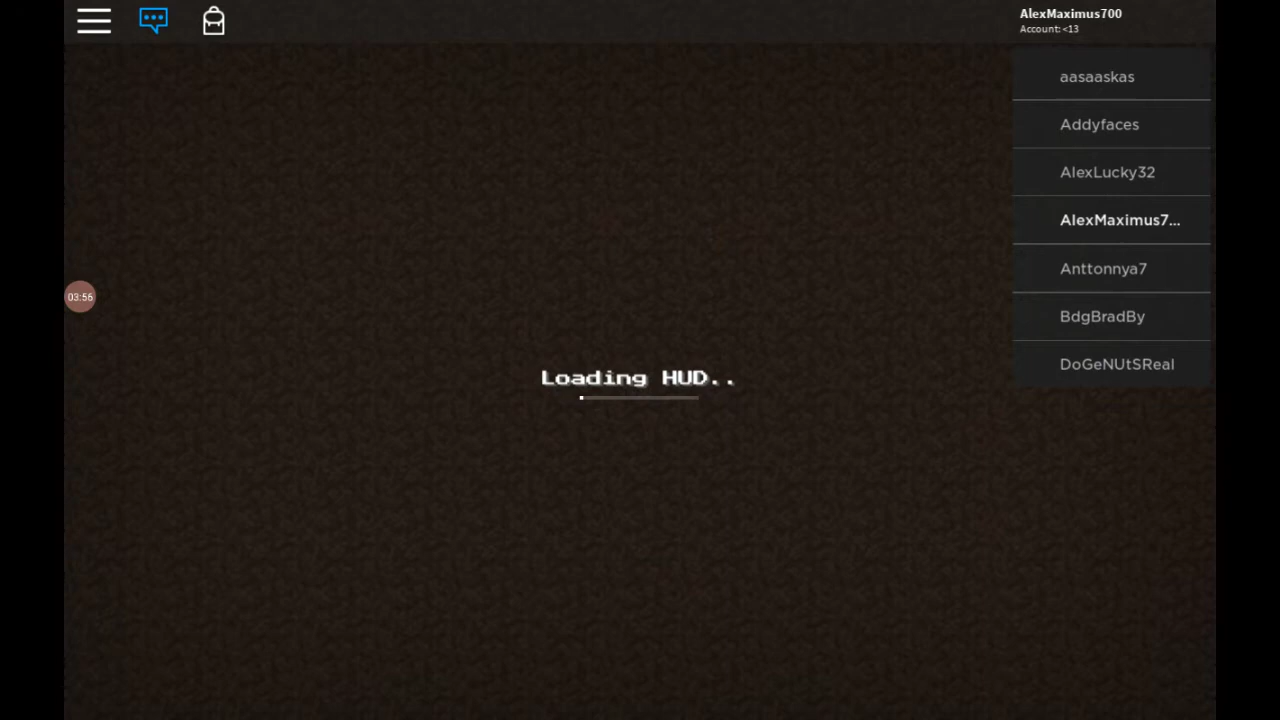 AlexMaximus700
Account: <13
aasaaskas
Addyfaces
AlexLucky32
AlexMaximus7...
Anttonnya7
BdgBradBy
DoGeNUtSReal
03:56
Loading HUD..